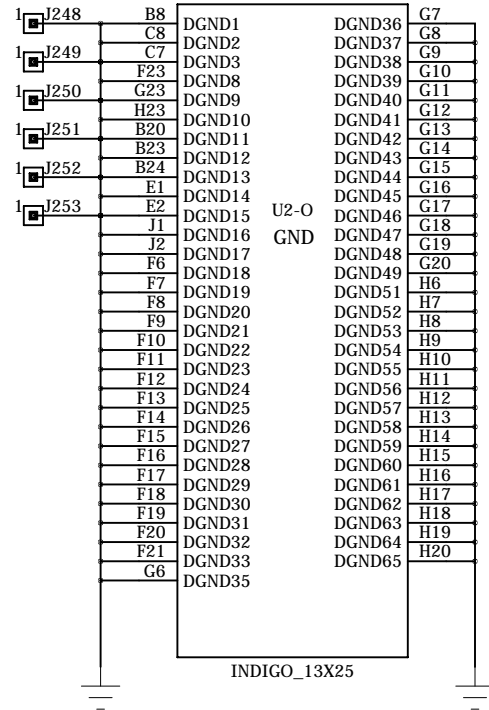 1 J248 B8 DGND1 DGND36 G7
C8 DGND2 DGND37 G8
1 J249 C7 DGND3 DGND38 G9
F23 DGND8 DGND39 G10
1 J250 G23 DGND9 DGND40 G11
H23 DGND10 DGND41 G12
1 J251 B20 DGND11 DGND42 G13
B23 DGND12 DGND43 G14
1 J252 B24 DGND13 DGND44 G15
E1 DGND14 DGND45 G16
1 J253 E2 DGND15 U2-O DGND46 G17
J1 DGND16 GND DGND47 G18
J2 DGND17 DGND48 G19
F6 DGND18 DGND49 G20
F7 DGND19 DGND51 H6
F8 DGND20 DGND52 H7
F9 DGND21 DGND53 H8
F10 DGND22 DGND54 H9
F11 DGND23 DGND55 H10
F12 DGND24 DGND56 H11
F13 DGND25 DGND57 H12
F14 DGND26 DGND58 H13
F15 DGND27 DGND59 H14
F16 DGND28 DGND60 H15
F17 DGND29 DGND61 H16
F18 DGND30 DGND62 H17
F19 DGND31 DGND63 H18
F20 DGND32 DGND64 H19
F21 DGND33 DGND65 H20
G6 DGND35
INDIGO_13X25